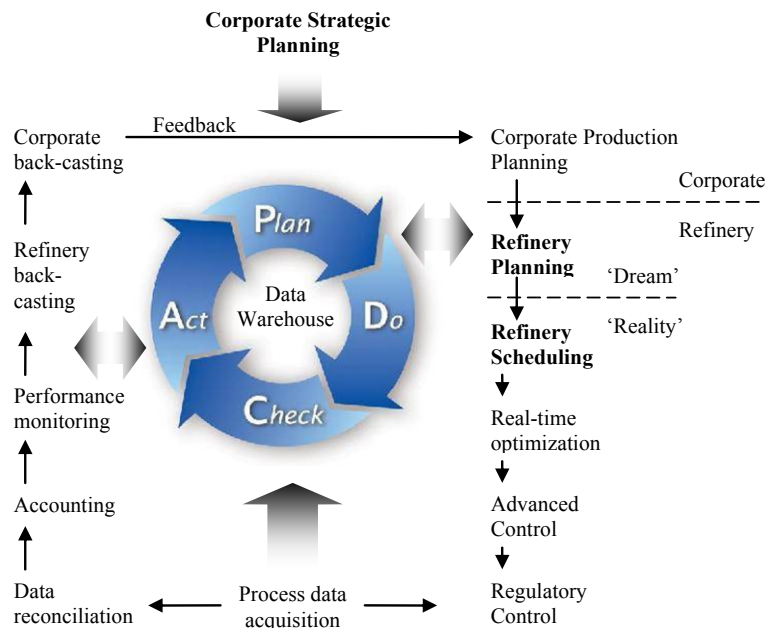 Corporate Strategic
Planning
Feedback
Corporate
back-casting
Corporate Production
Planning
Corporate
Refinery
Plan
Refinery
back-
casting
Refinery
Planning
‘Dream’
Act
Data
Warehouse
Do
‘Reality’
Refinery
Scheduling
Check
Performance
monitoring
Real-time
optimization
Accounting
Advanced
Control
Data
reconciliation
Process data
acquisition
Regulatory
Control